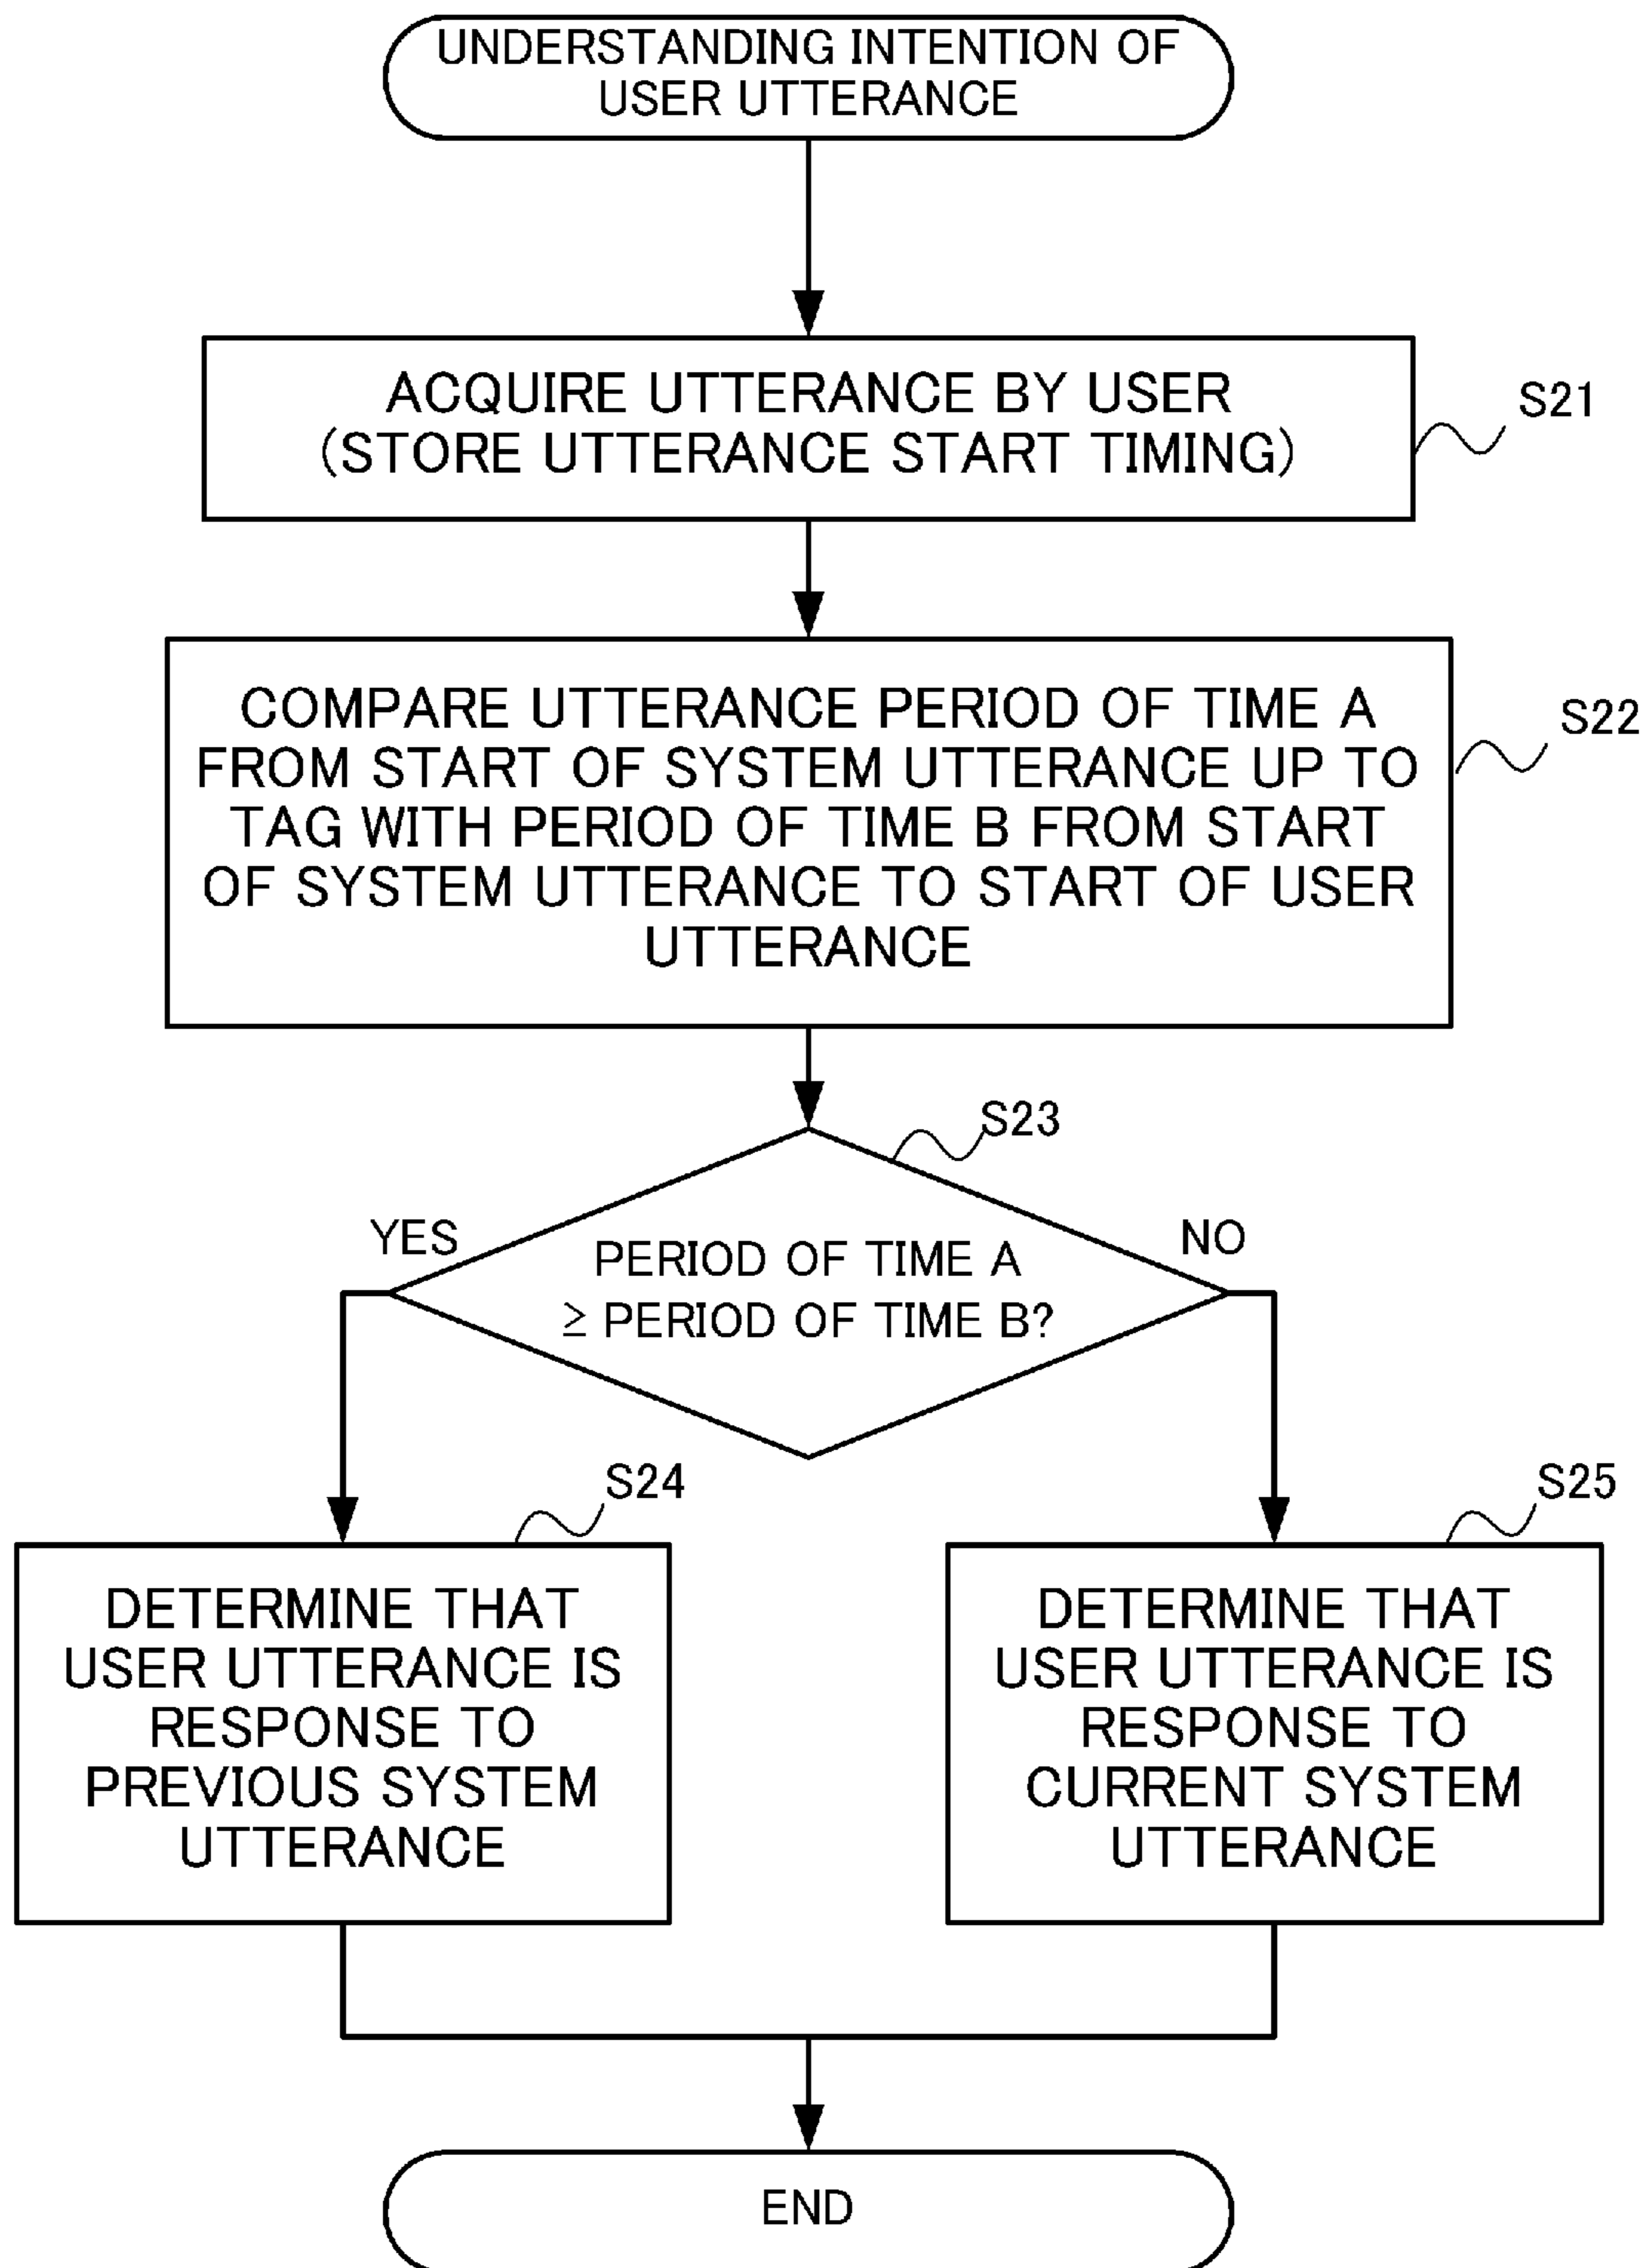 UNDERSTANDING INTENTION OF
USER UTTERANCE
ACQUIRE UTTERANCE BY USER
(STORE UTTERANCE START TIMING)
S21
COMPARE UTTERANCE PERIOD OF TIME A
FROM START OF SYSTEM UTTERANCE UP TO
TAG WITH PERIOD OF TIME B FROM START
OF SYSTEM UTTERANCE TO START OF USER
UTTERANCE
S22
S23
YES
NO
PERIOD OF TIME A
≥ PERIOD OF TIME B?
S24
DETERMINE THAT
USER UTTERANCE IS
RESPONSE TO
PREVIOUS SYSTEM
UTTERANCE
S25
DETERMINE THAT
USER UTTERANCE IS
RESPONSE TO
CURRENT SYSTEM
UTTERANCE
END